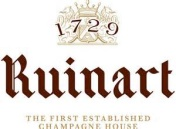 1729
Ruinart
THE FIRST ESTABLISHED
CHAMPAGNE HOUSE